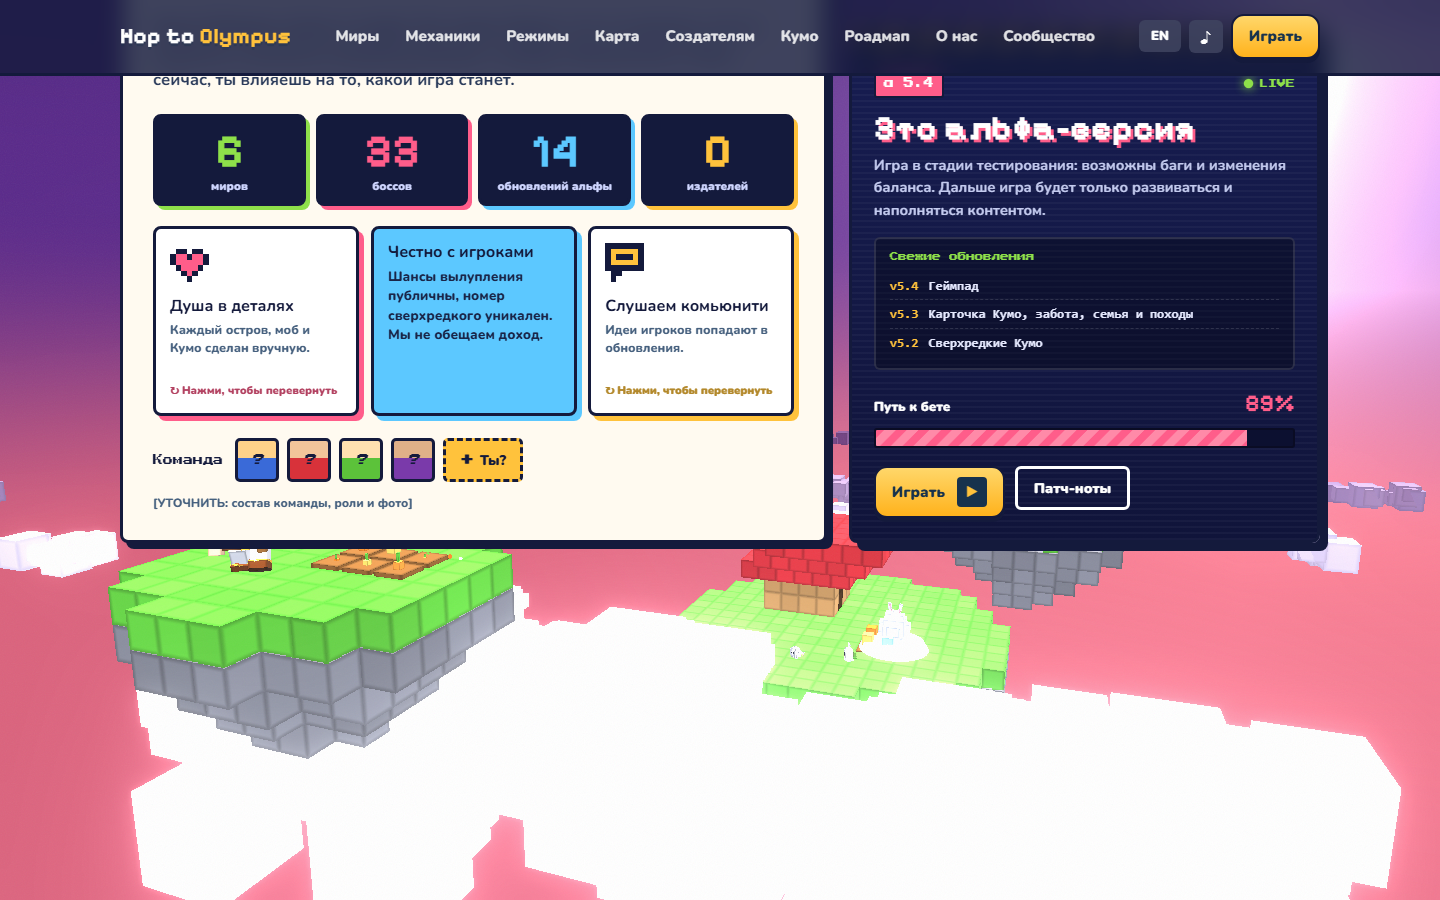 Hop to Olympus
Миры
Механики
Режимы
Карта
Создателям
Кумо
Роадмап
О нас
Сообщество
EN
Играть
сейчас, ты влияешь на то, какой игра станет.
6
миров
33
боссов
14
обновлений альфы
0
издателей
Душа в деталях
Каждый остров, моб и
Кумо сделан вручную.
↻ Нажми, чтобы перевернуть
Честно с игроками
Шансы вылупления
публичны, номер
сверхредкого уникален.
Мы не обещаем доход.
Слушаем комьюнити
Идеи игроков попадают в
обновления.
↻ Нажми, чтобы перевернуть
Команда
?
?
?
?
+ Ты?
[УТОЧНИТЬ: состав команды, роли и фото]
α 5.4
LIVE
Это альфа-версия
Игра в стадии тестирования: возможны баги и изменения
баланса. Дальше игра будет только развиваться и
наполняться контентом.
Свежие обновления
v5.4 Геймпад
v5.3 Карточка Кумо, забота, семья и походы
v5.2 Сверхредкие Кумо
Путь к бете
89%
Играть
Патч-ноты